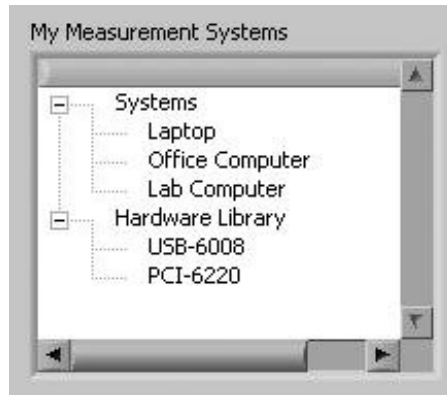 My Measurement Systems
Systems
Laptop
Office Computer
Lab Computer
Hardware Library
USB-6008
PCI-6220